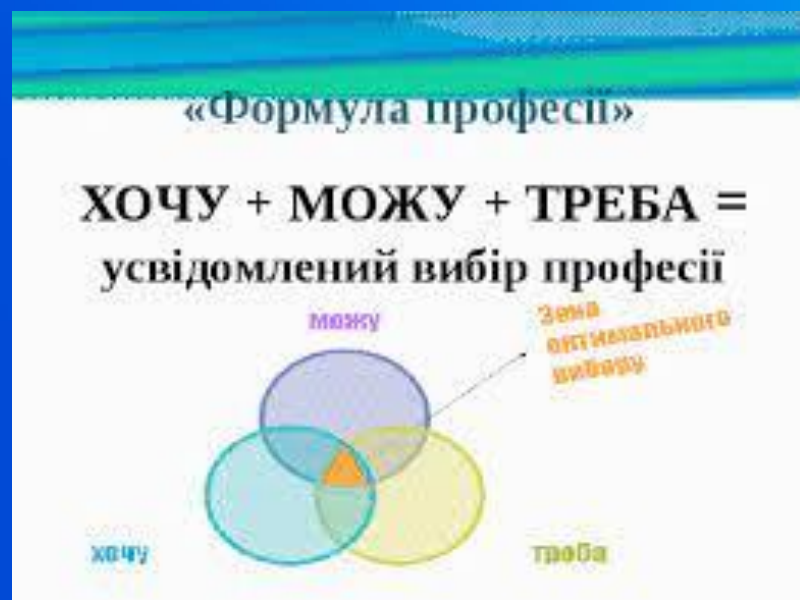 «Формула професії»
ХОЧУ + МОЖУ + ТРЕБА =
усвідомлений вибір професії
можу
Зона
оптимального
вибору
хочу
треба